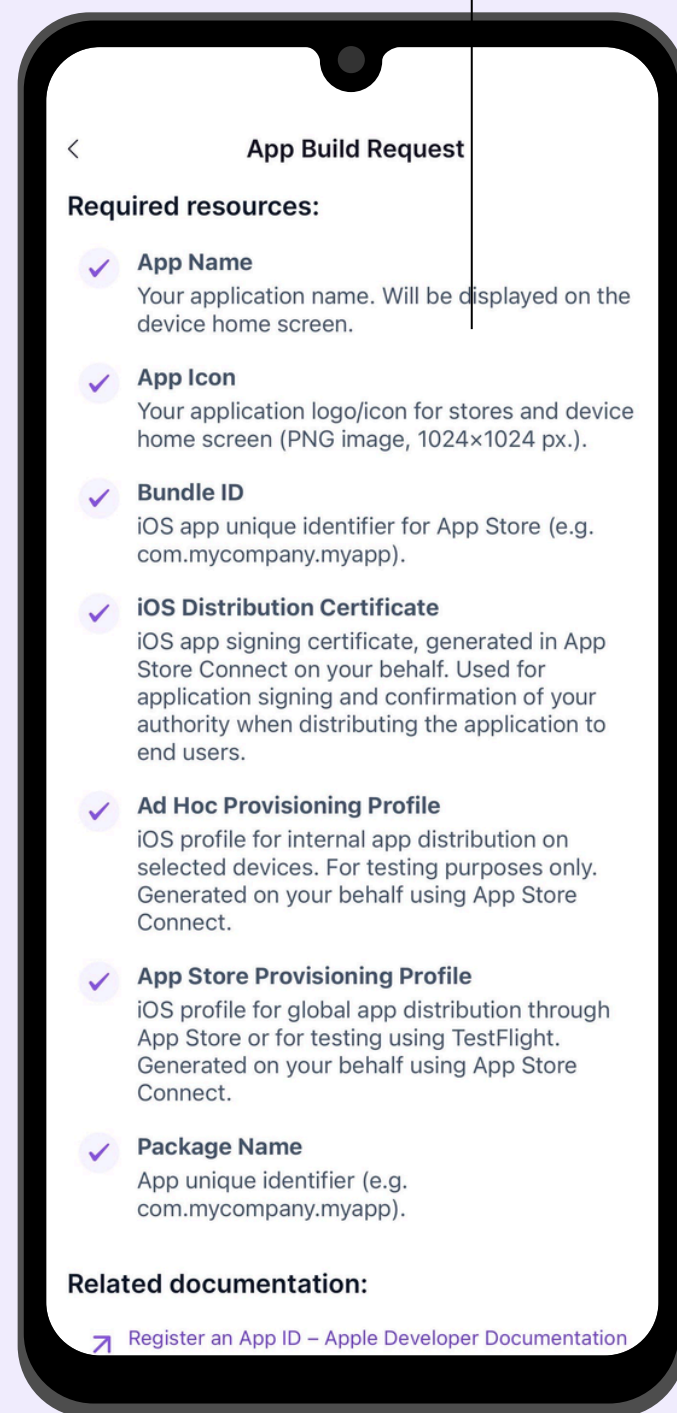 App Build Request
Required resources:
App Name
Your application name. Will be displayed on the
device home screen.
App Icon
Your application logo/icon for stores and device
home screen (PNG image, 1024×1024 px.).
Bundle ID
iOS app unique identifier for App Store (e.g.
com.mycompany.myapp).
iOS Distribution Certificate
iOS app signing certificate, generated in App
Store Connect on your behalf. Used for
application signing and confirmation of your
authority when distributing the application to
end users.
Ad Hoc Provisioning Profile
iOS profile for internal app distribution on
selected devices. For testing purposes only.
Generated on your behalf using App Store
Connect.
App Store Provisioning Profile
iOS profile for global app distribution through
App Store or for testing using TestFlight.
Generated on your behalf using App Store
Connect.
Package Name
App unique identifier (e.g.
com.mycompany.myapp).
Related documentation:
Register an App ID – Apple Developer Documentation